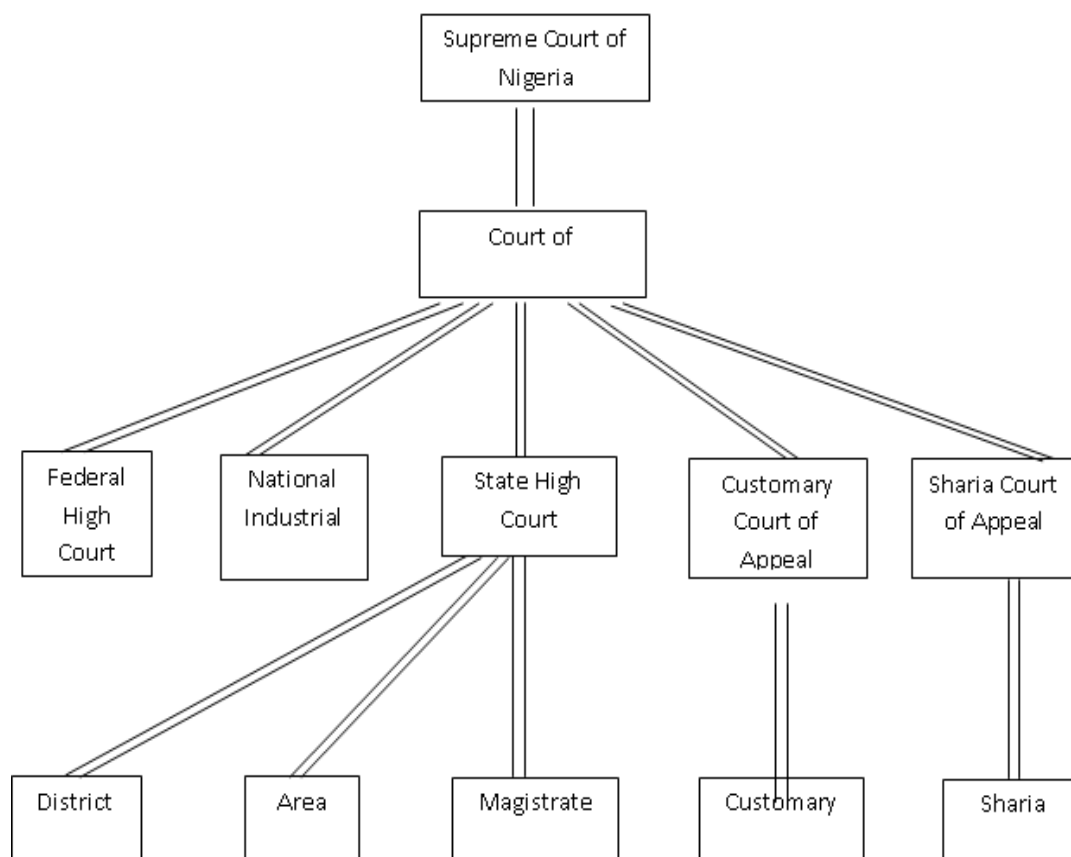 Supreme Court of
Nigeria
Court of
Federal
High
Court
National
Industrial
State High
Court
Customary
Court of
Appeal
Sharia Court
of Appeal
District
Area
Magistrate
Customary
Sharia